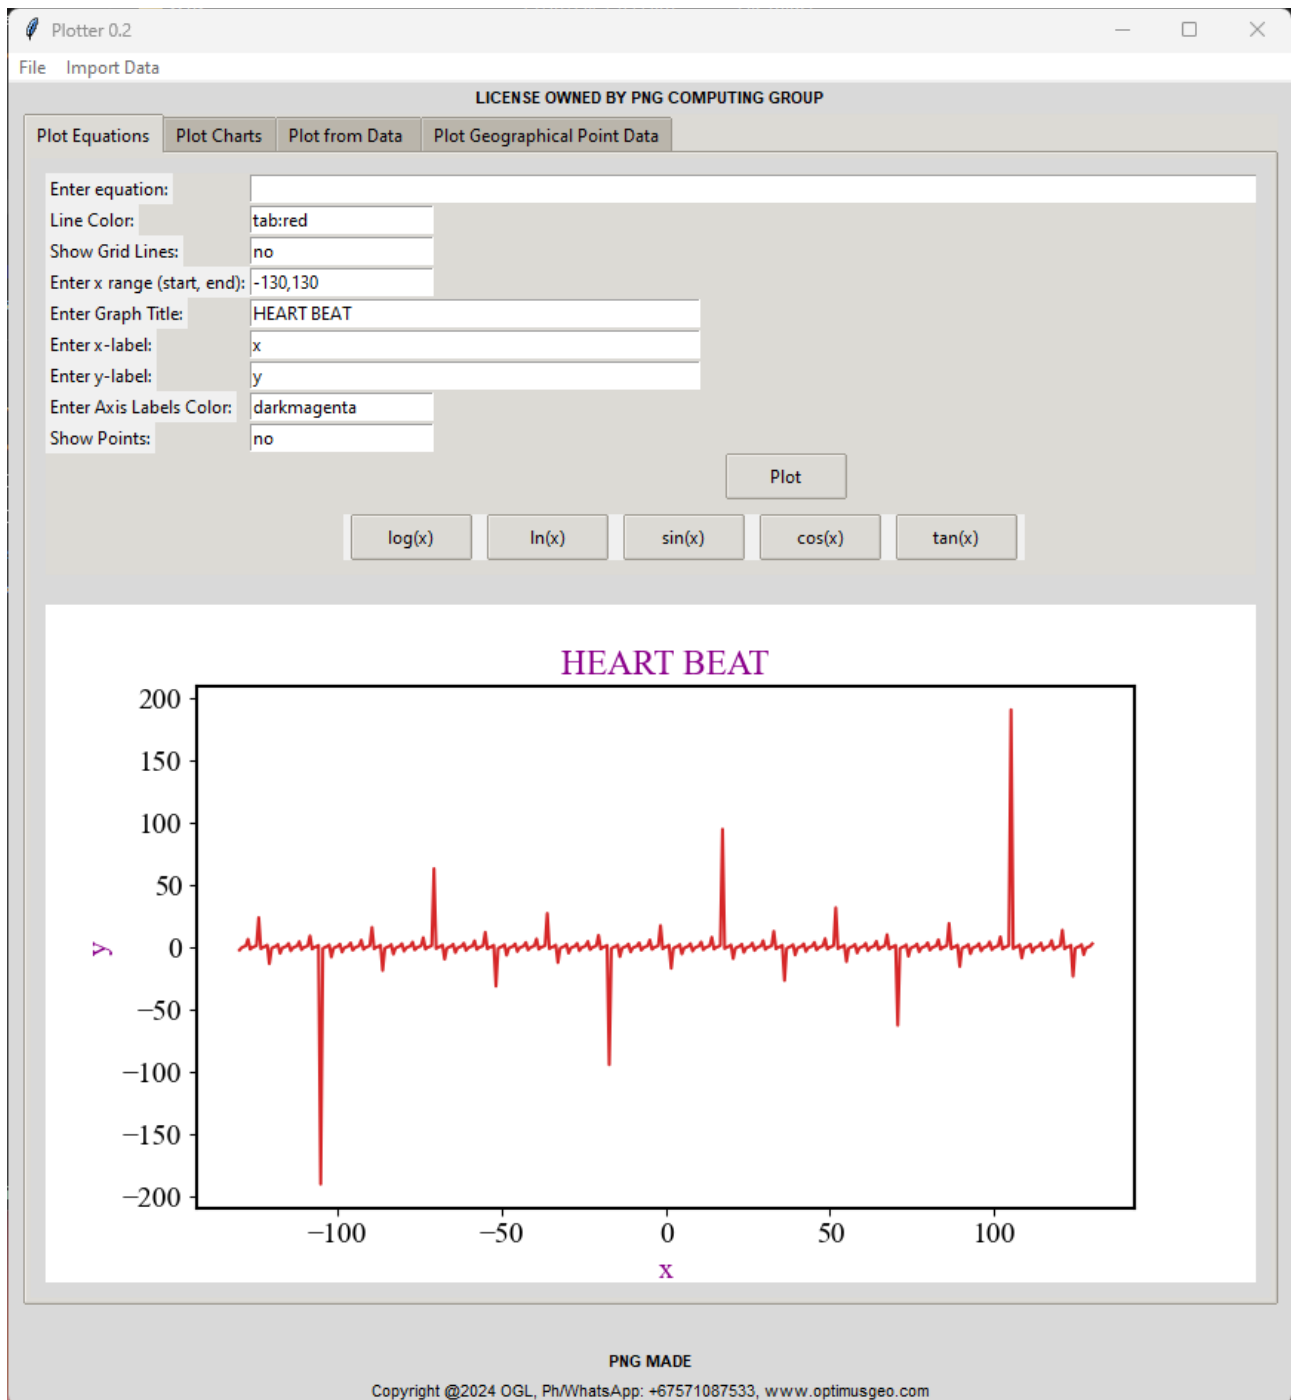 Plotter 0.2
File Import Data
LICENSE OWNED BY PNG COMPUTING GROUP
Plot Equations Plot Charts Plot from Data Plot Geographical Point Data
Enter equation:
Line Color: tab:red
Show Grid Lines: no
Enter x range (start, end): -130,130
Enter Graph Title: HEART BEAT
Enter x-label: x
Enter y-label: y
Enter Axis Labels Color: darkmagenta
Show Points: no
Plot
log(x) ln(x) sin(x) cos(x) tan(x)
HEART BEAT
200
150
100
50
0
−50
−100
−150
−200
y
−100 −50 0 50 100
x
PNG MADE
Copyright @2024 OGL, Ph/WhatsApp: +67571087533, www.optimusgeo.com